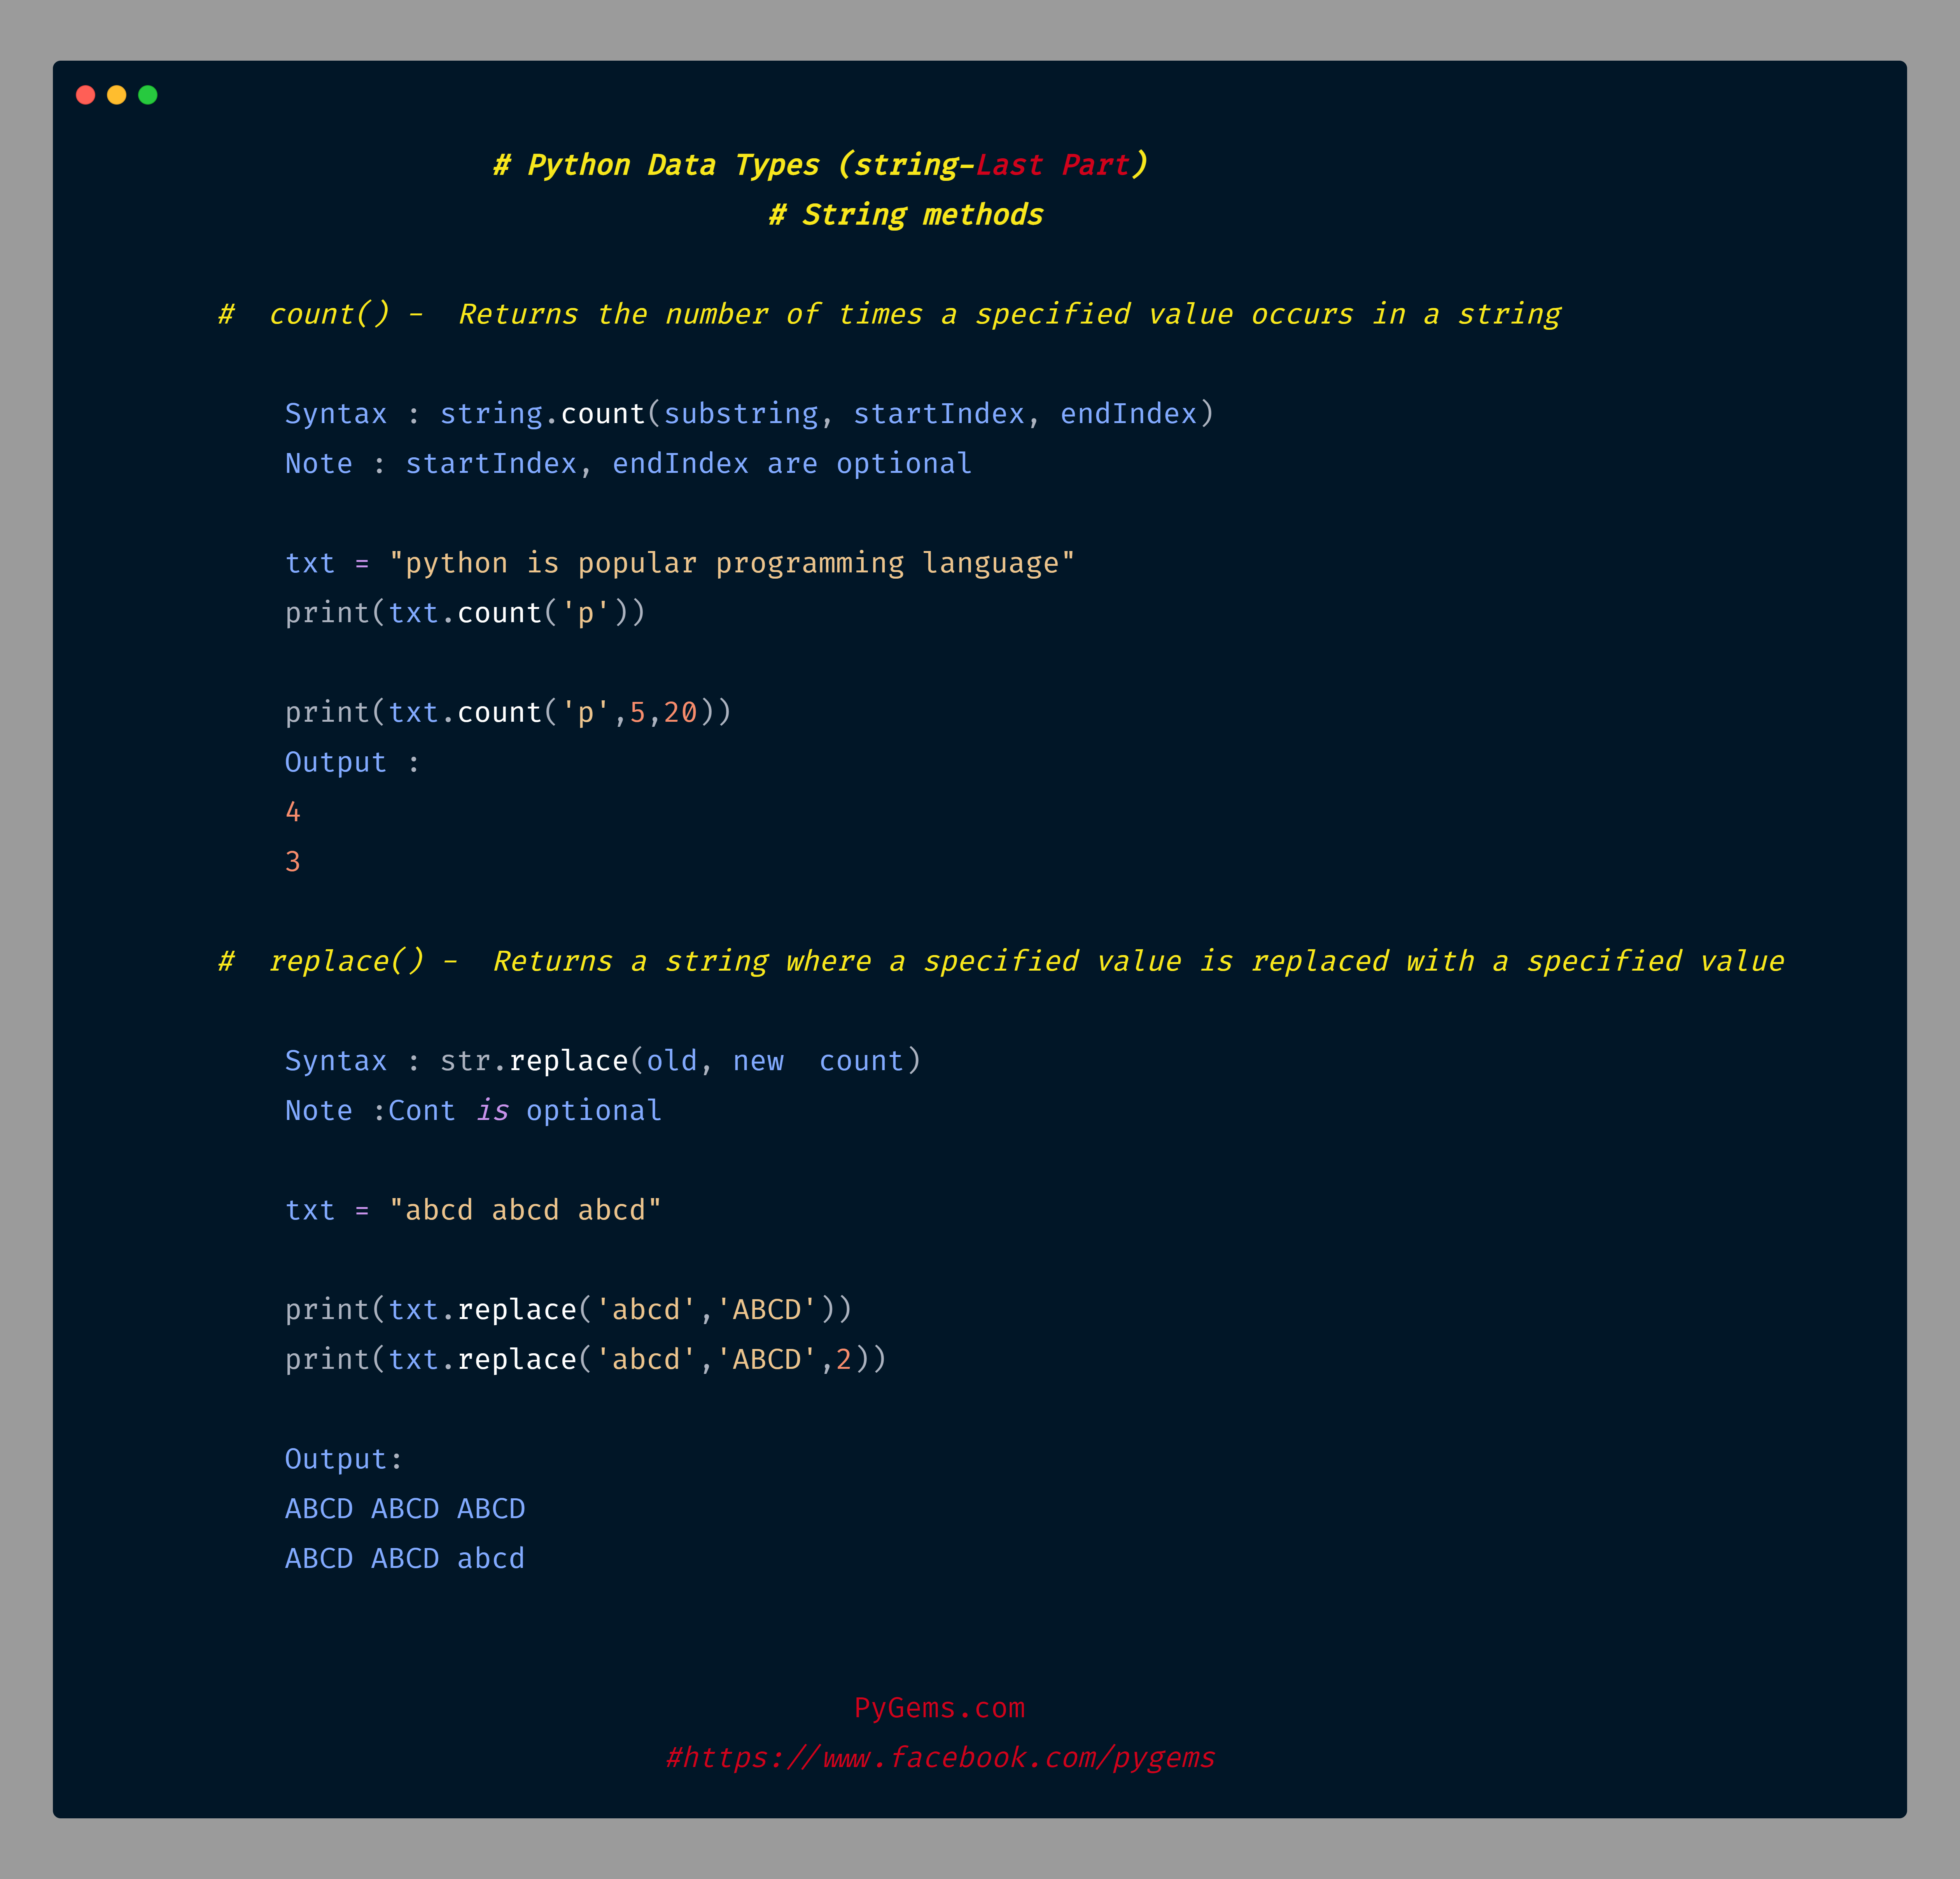 # Python Data Types (string-Last Part)
# String methods
#  count() -  Returns the number of times a specified value occurs in a string
Syntax : string.count(substring, startIndex, endIndex)
Note : startIndex, endIndex are optional
txt = "python is popular programming language"
print(txt.count('p'))
print(txt.count('p',5,20))
Output :
4
3
#  replace() -  Returns a string where a specified value is replaced with a specified value
Syntax : str.replace(old, new  count)
Note :Cont is optional
txt = "abcd abcd abcd"
print(txt.replace('abcd','ABCD'))
print(txt.replace('abcd','ABCD',2))
Output:
ABCD ABCD ABCD
ABCD ABCD abcd
PyGems.com
#https://www.facebook.com/pygems